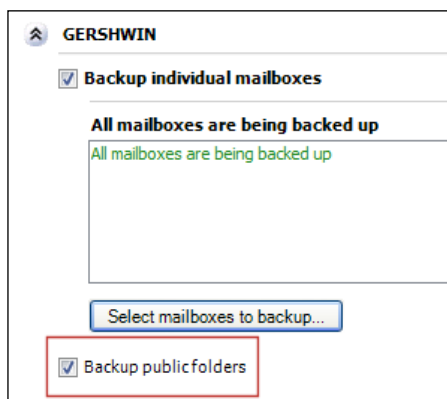 GERSHWIN
Backup individual mailboxes
All mailboxes are being backed up
All mailboxes are being backed up
Select mailboxes to backup...
Backup public folders